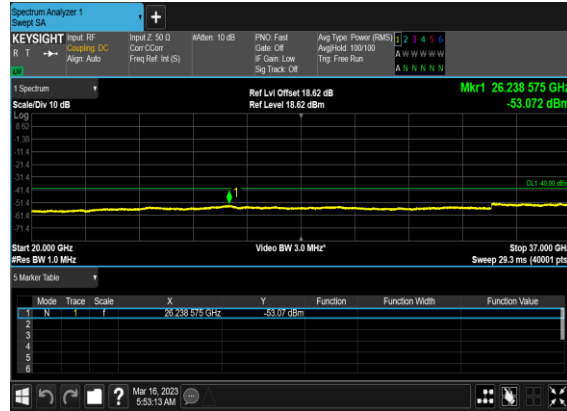 Spectrum Analyzer 1
Swept SA
+
KEYSIGHT Input: RF Input Z: 50 Ω #Atten: 10 dB PNO: Fast Avg Type: Power (RMS) 1 2 3 4 5 6
R T Coupling: DC Corr CCorr Gate: Off Avg|Hold: 100/100 A W W W W W
Align: Auto Freq Ref: Int (S) IF Gain: Low Trig: Free Run
Sig Track: Off A N N N N N
1 Spectrum Ref Lvl Offset 18.62 dB Mkr1 26.238 575 GHz
Scale/Div 10 dB Ref Level 18.62 dBm -53.072 dBm
Log
8.62
-1.38
-11.4
-21.4
-31.4
DL1 -40.00 dBm
-41.4
1
-51.4
-61.4
-71.4
Start 20.000 GHz Video BW 3.0 MHz* Stop 37.000 GHz
#Res BW 1.0 MHz Sweep 29.3 ms (40001 pts)
5 Marker Table
Mode Trace Scale X Y Function Function Width Function Value
1 N 1 f 26.238 575 GHz -53.07 dBm
2
3
4
5
6
? Mar 16, 2023
5:53:13 AM